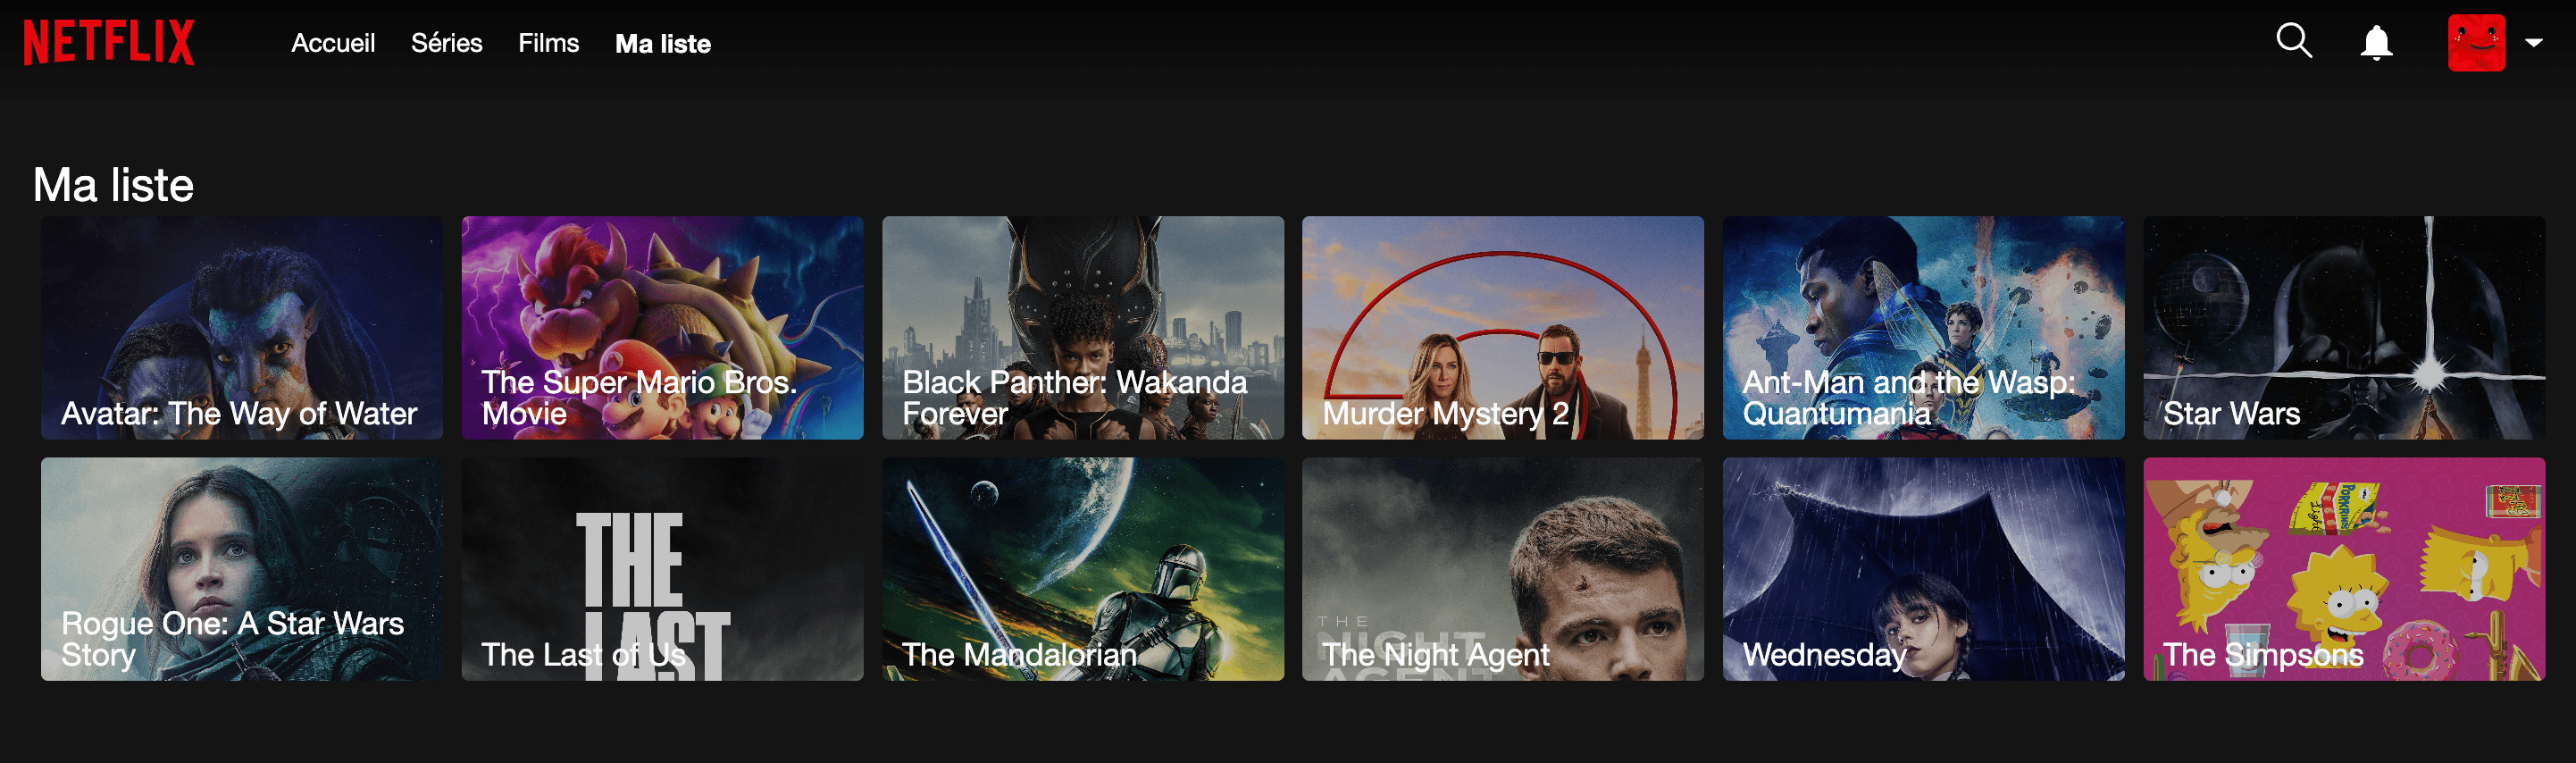 NETFLIX
Accueil
Séries
Films
Ma liste
Ma liste
Avatar: The Way of Water
The Super Mario Bros.
Movie
Black Panther: Wakanda
Forever
Murder Mystery 2
Ant-Man and the Wasp:
Quantumania
Star Wars
Rogue One: A Star Wars
Story
THE
LAST
The Last of Us
The Mandalorian
THE
NIGHT
AGENT
The Night Agent
Wednesday
PORKRINDS
Light
The Simpsons